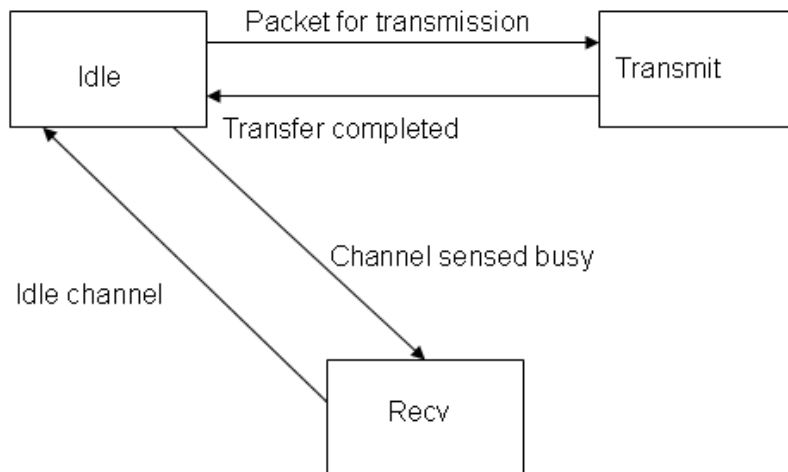 Packet for transmission
Idle
Transmit
Transfer completed
Channel sensed busy
Idle channel
Recv